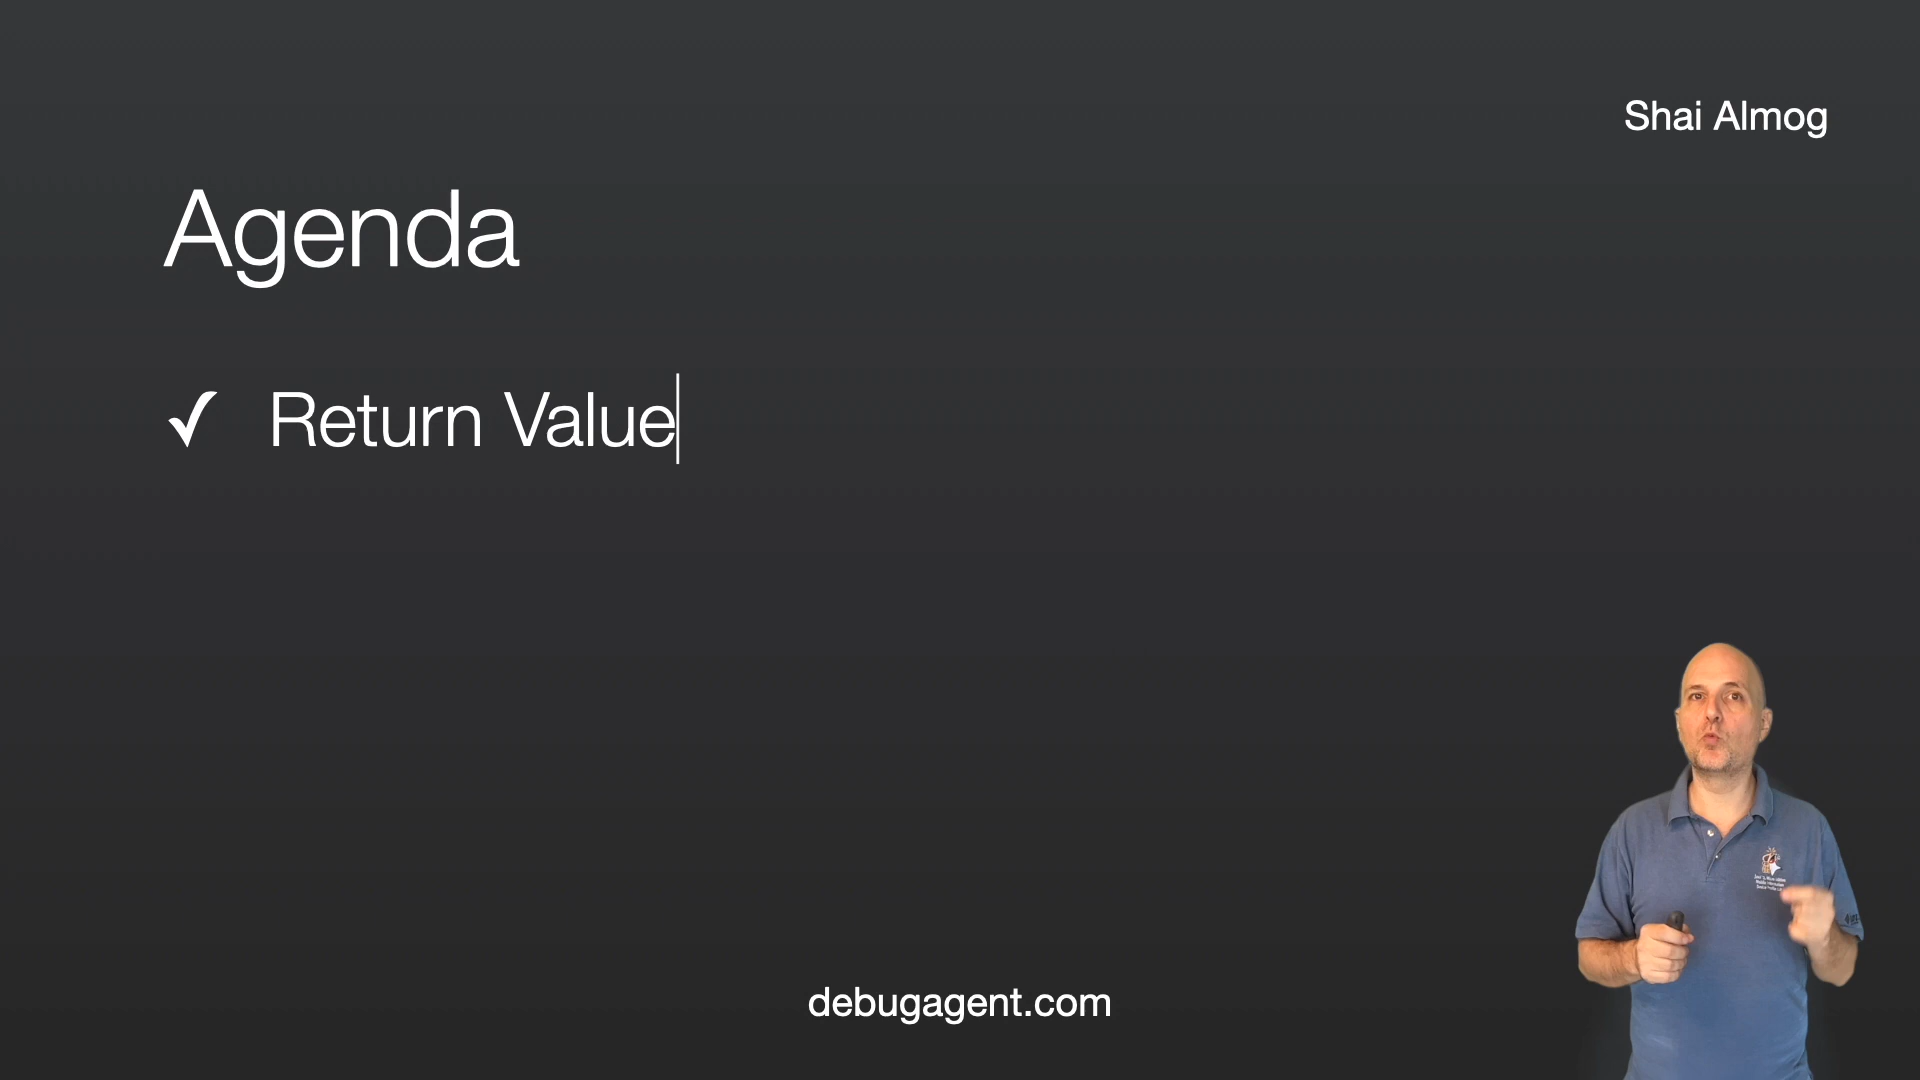 Shai Almog
Agenda
✓ Return Value
debugagent.com